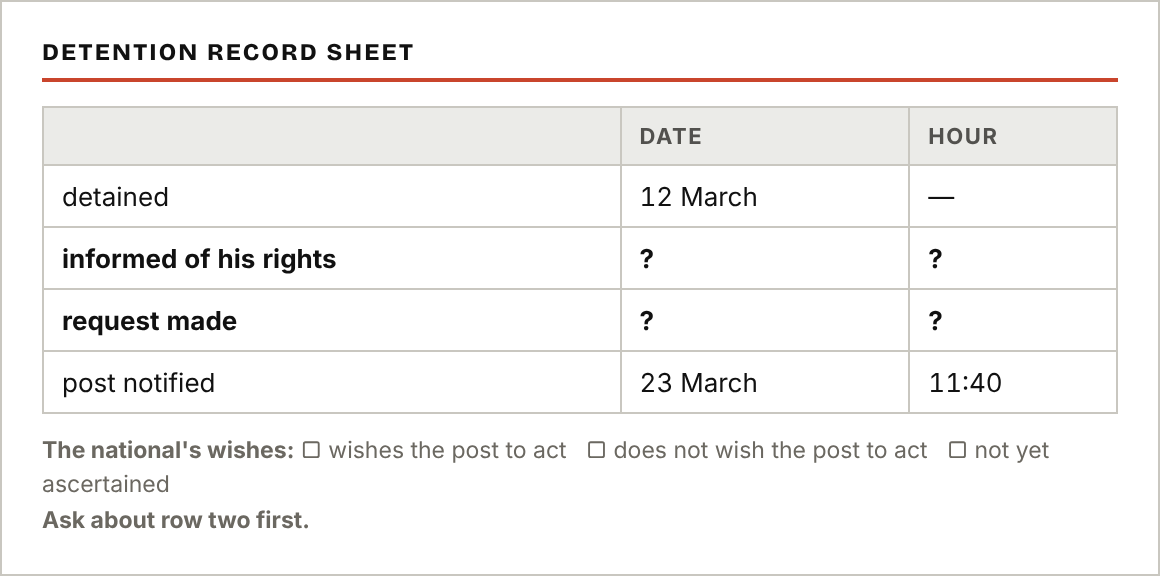 DETENTION RECORD SHEET
DATE HOUR
detained 12 March —
informed of his rights ? ?
request made ? ?
post notified 23 March 11:40
The national's wishes: ☐ wishes the post to act ☐ does not wish the post to act ☐ not yet
ascertained
Ask about row two first.